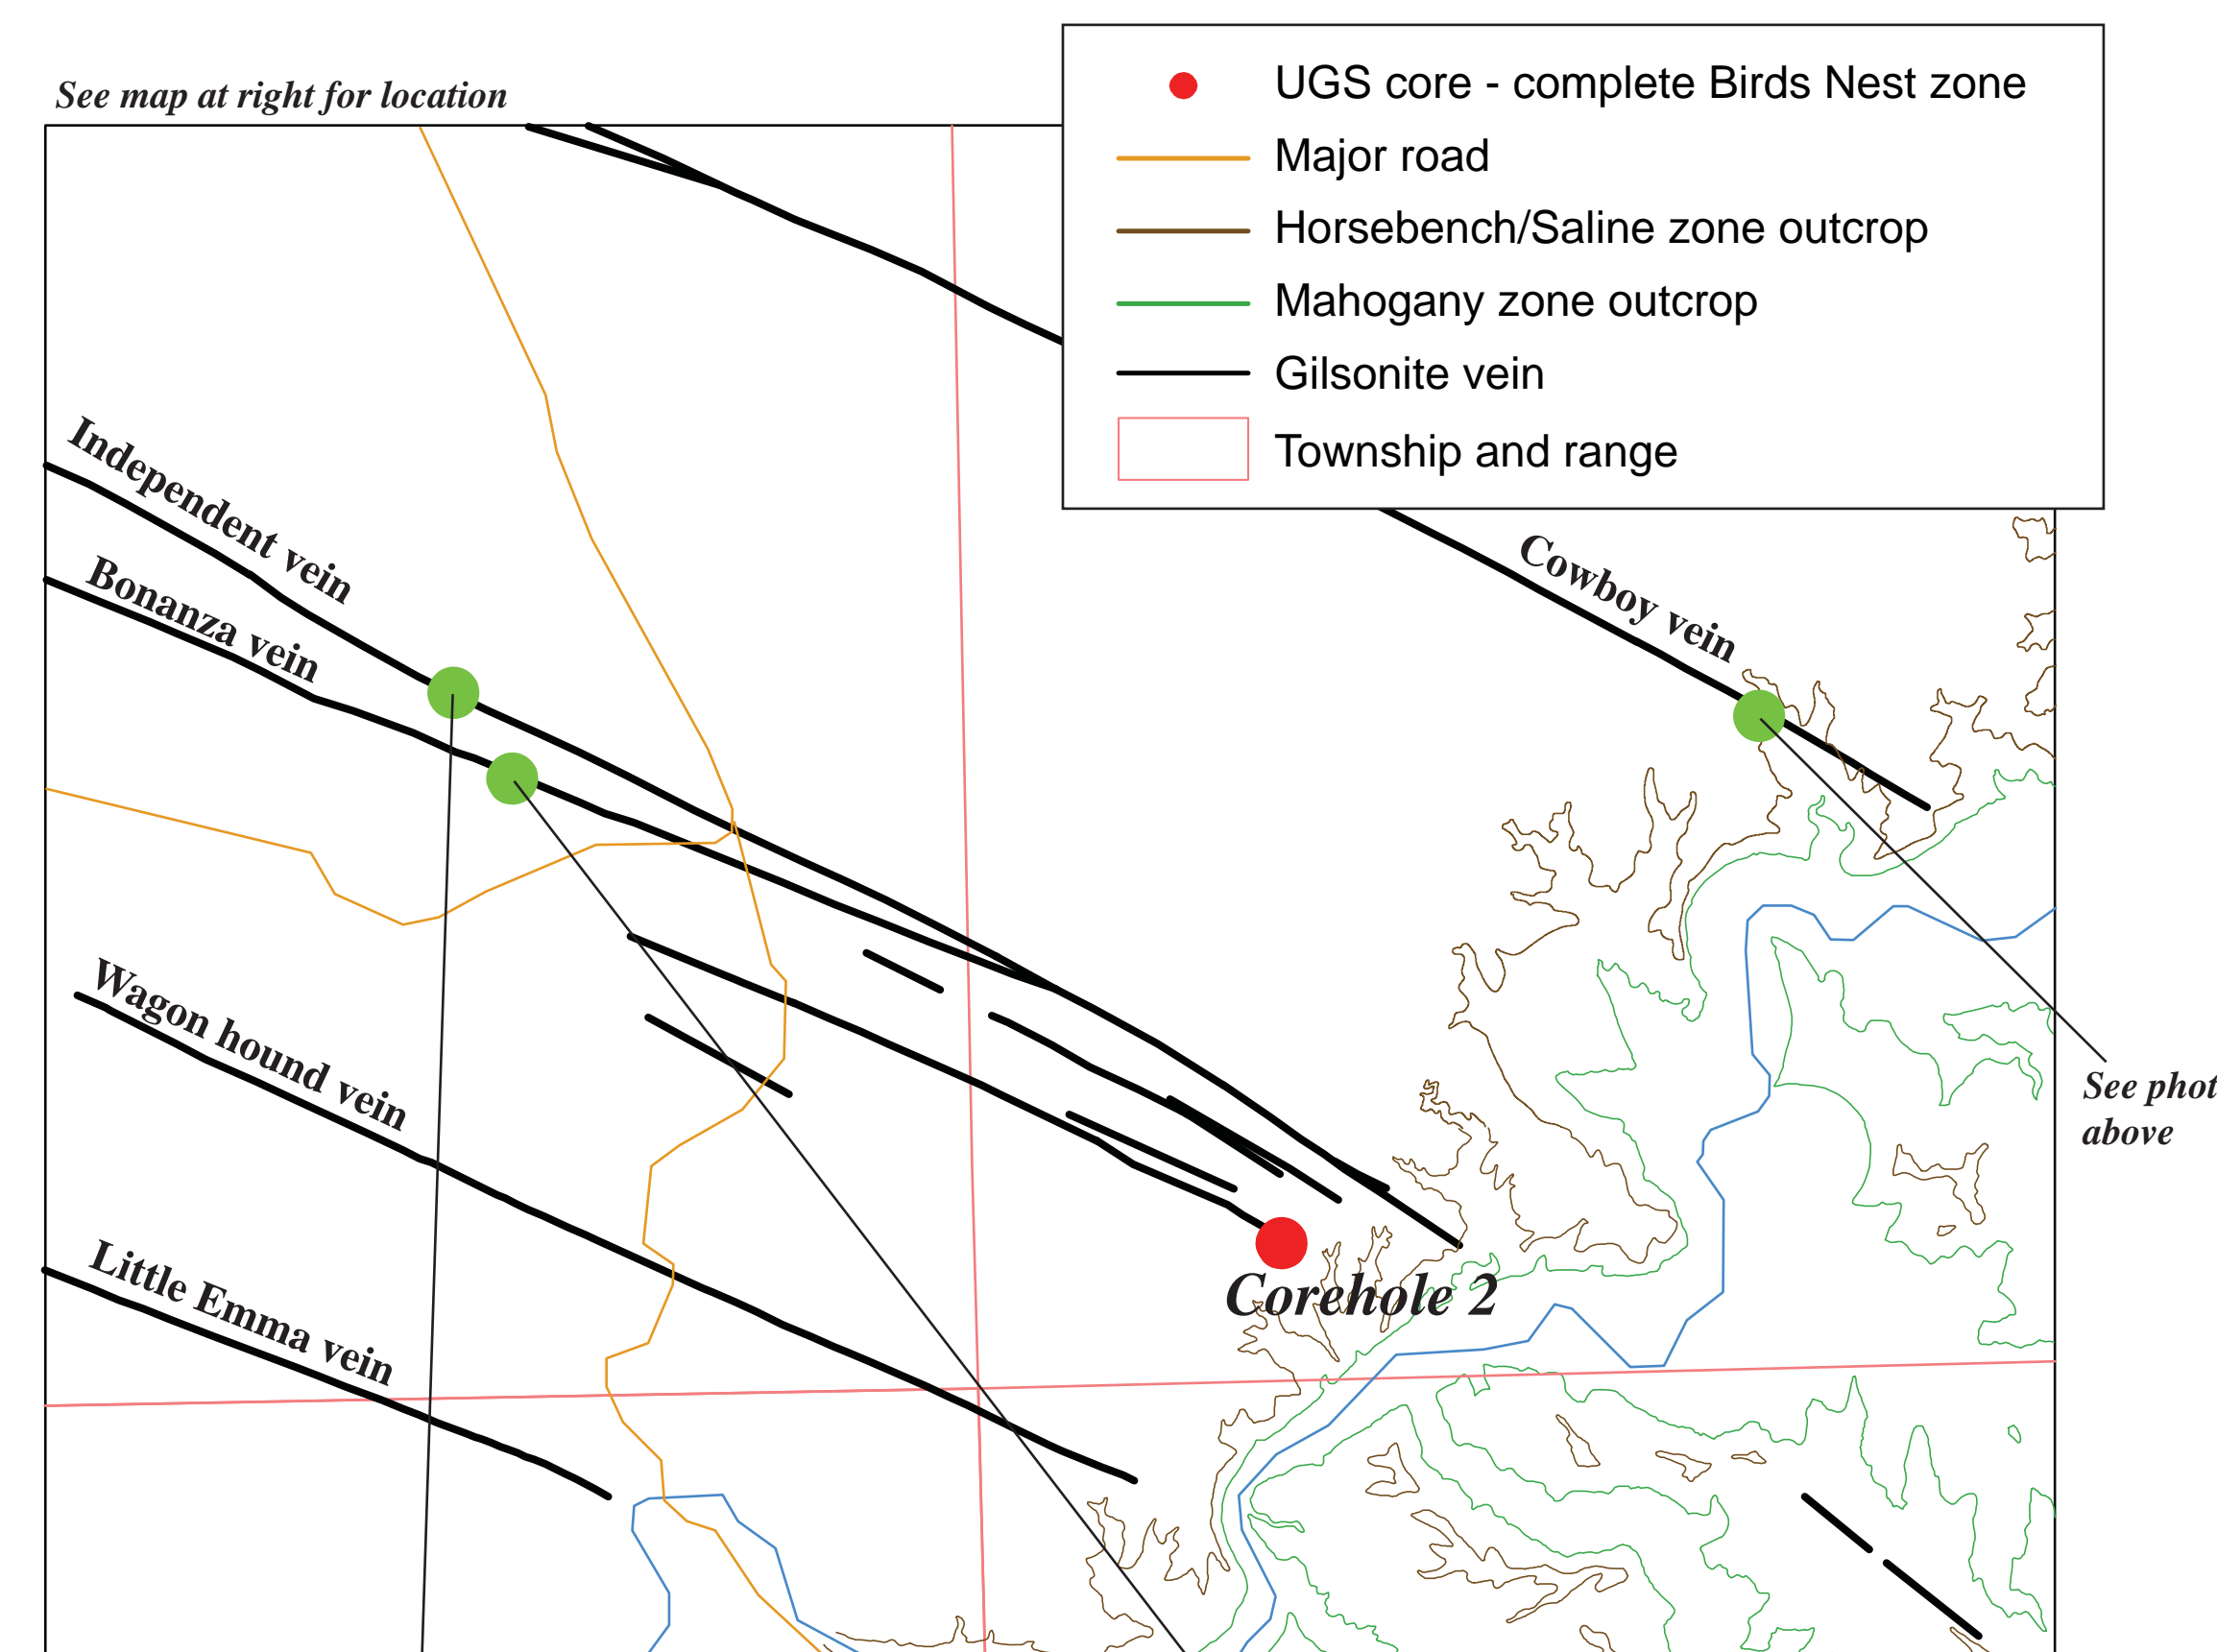 See map at right for location
UGS core - complete Birds Nest zone
Major road
Horsebench/Saline zone outcrop
Mahogany zone outcrop
Gilsonite vein
Township and range
Independent vein
Bonanza vein
Cowboy vein
Wagon hound vein
See phot
above
Little Emma vein
Corehole 2